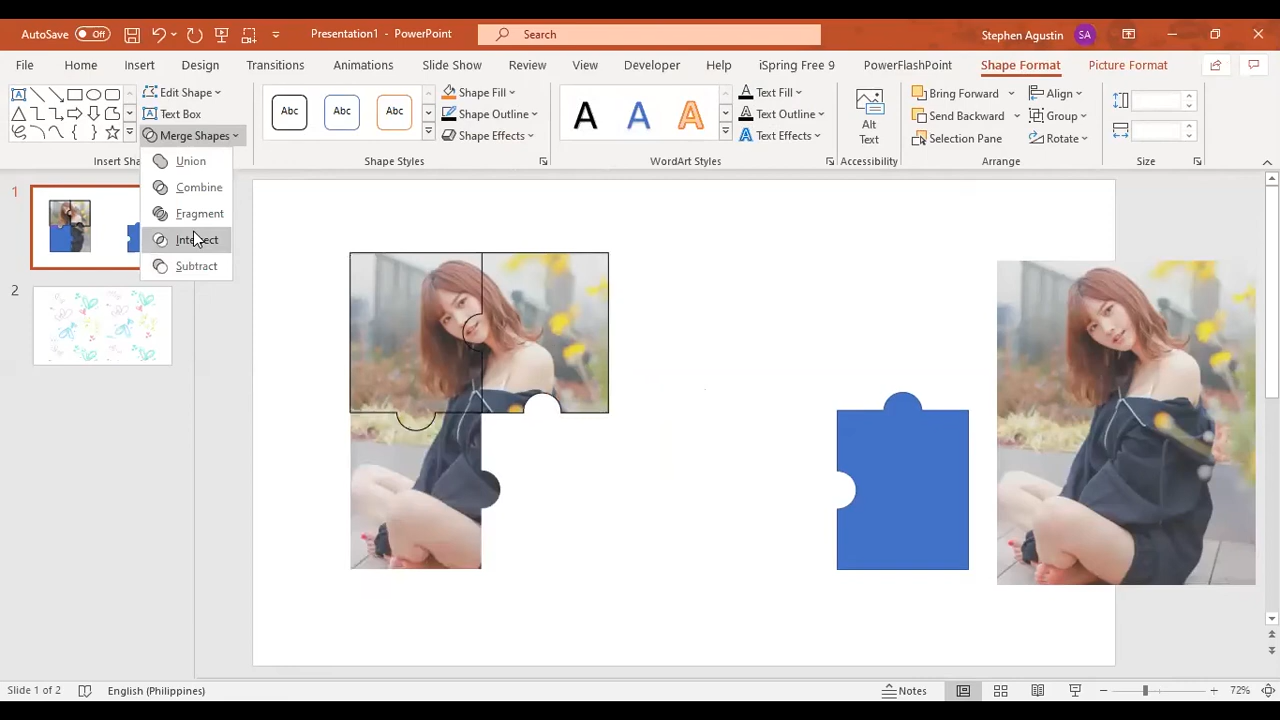 AutoSave Off Presentation1 - PowerPoint Search Stephen Agustin SA
File Home Insert Design Transitions Animations Slide Show Review View Developer Help iSpring Free 9 PowerFlashPoint Shape Format Picture Format
Edit Shape
Text Box
Merge Shapes
Abc Abc Abc
Shape Fill
Shape Outline
Shape Effects
A A A
Text Fill
Text Outline
Text Effects
Alt
Text
Bring Forward
Send Backward
Selection Pane
Align
Group
Rotate
Insert Sh Shape Styles WordArt Styles Accessibility Arrange Size
Union
Combine
Fragment
Intersect
Subtract
1
2
Slide 1 of 2 English (Philippines) Notes 72%